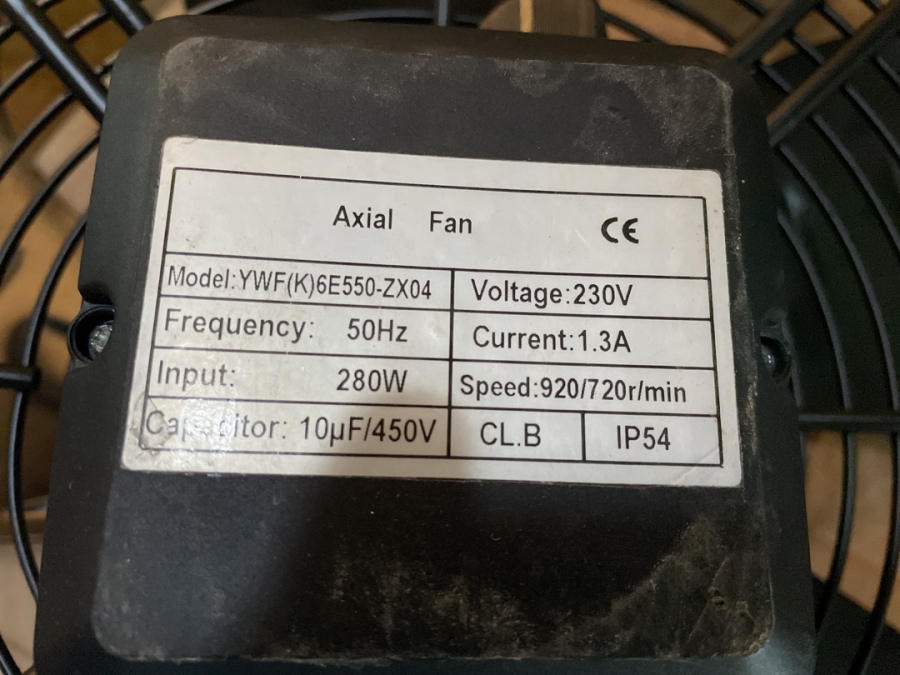 Axial Fan CE
Model:YWF(K)6E550-ZX04 Voltage:230V
Frequency: 50Hz Current:1.3A
Input: 280W Speed:920/720r/min
Capacitor: 10µF/450V CL.B IP54